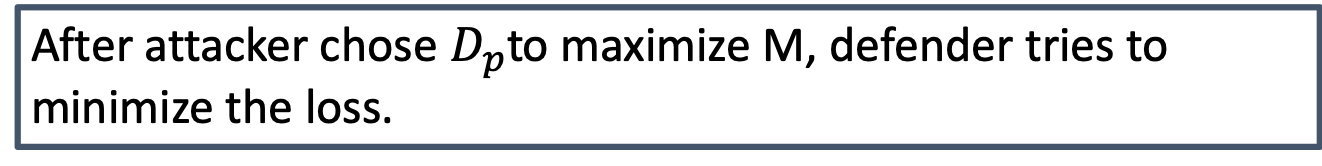 After attacker chose 𝐷𝑝to maximize M, defender tries to
minimize the loss.